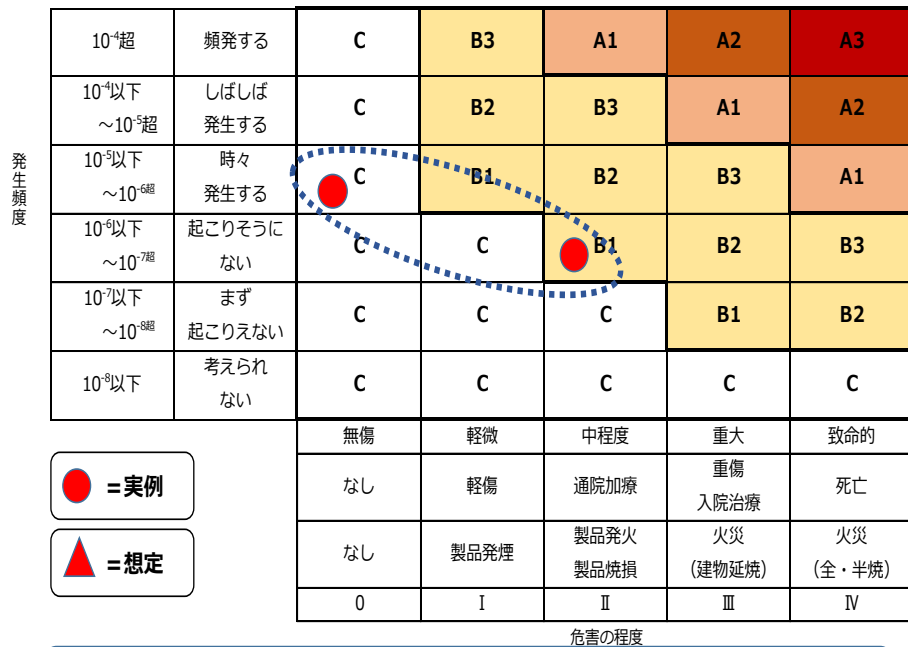 10⁻⁴超 頻発する C B3 A1 A2 A3
10⁻⁴以下 しばしば
～10⁻⁵超 発生する C B2 B3 A1 A2
発生頻度
10⁻⁵以下 時々
～10⁻⁶超 発生する C B1 B2 B3 A1
10⁻⁶以下 起こりそうに
～10⁻⁷超 ない C C B1 B2 B3
10⁻⁷以下 まず
～10⁻⁸超 起こりえない C C C B1 B2
10⁻⁸以下 考えられ
ない C C C C C
無傷 軽微 中程度 重大 致命的
なし 軽傷 通院加療 重傷
入院治療 死亡
なし 製品発煙 製品発火
製品焼損 火災
(建物延焼) 火災
(全・半焼)
0 Ⅰ Ⅱ Ⅲ Ⅳ
危害の程度
=実例
=想定